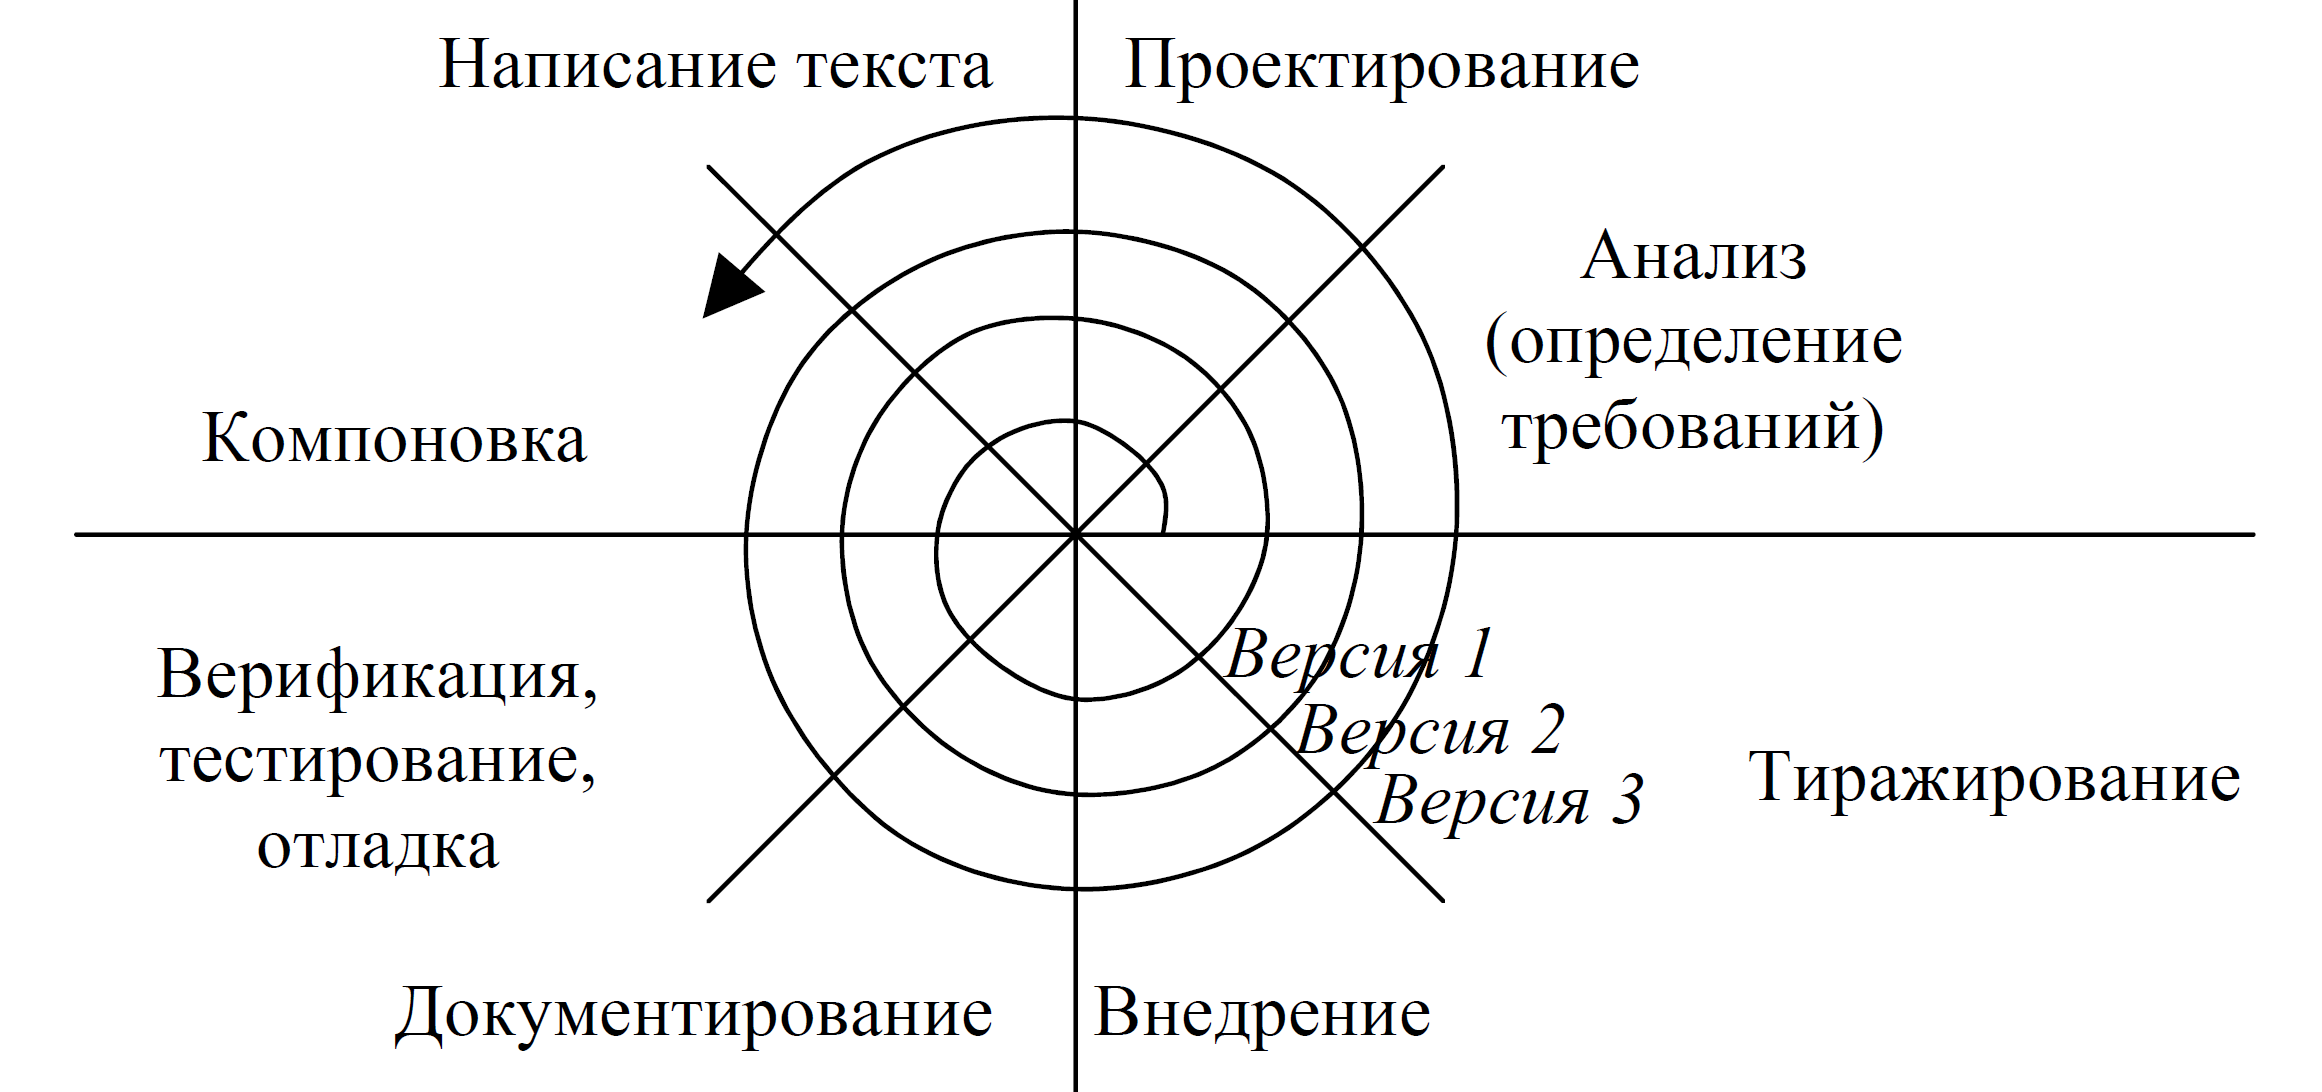 Написание текста
Проектирование
Анализ
(определение
требований)
Компоновка
Верификация,
тестирование,
отладка
Версия 1
Версия 2
Версия 3
Тиражирование
Документирование
Внедрение